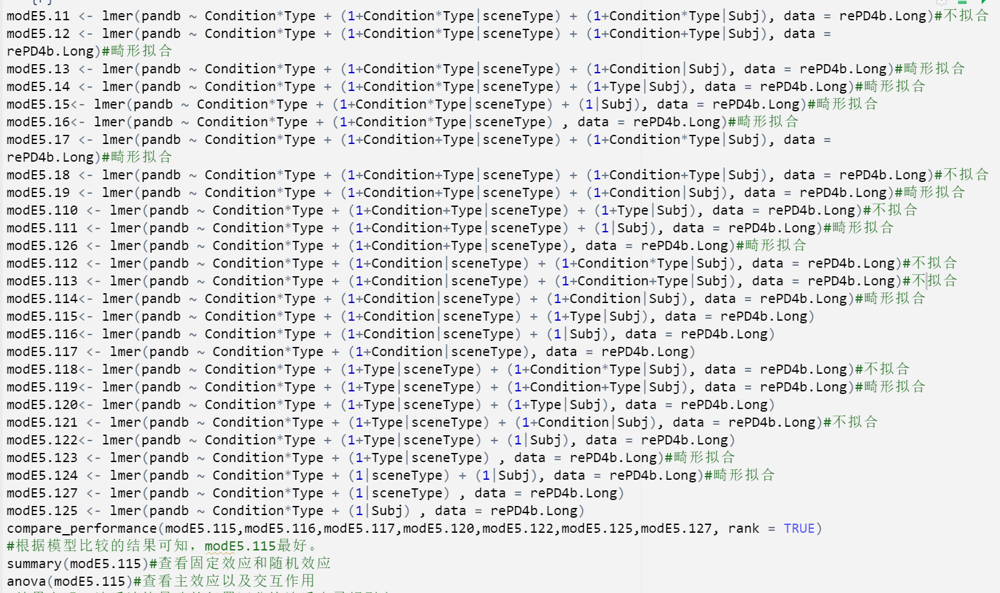 modE5.11 <- lmer(pandb ~ Condition*Type + (1+Condition*Type|sceneType) + (1+Condition*Type|Subj), data = rePD4b.Long)#不拟合
modE5.12 <- lmer(pandb ~ Condition*Type + (1+Condition*Type|sceneType) + (1+Condition+Type|Subj), data =
rePD4b.Long)#畸形拟合
modE5.13 <- lmer(pandb ~ Condition*Type + (1+Condition*Type|sceneType) + (1+Condition|Subj), data = rePD4b.Long)#畸形拟合
modE5.14 <- lmer(pandb ~ Condition*Type + (1+Condition*Type|sceneType) + (1+Type|Subj), data = rePD4b.Long)#畸形拟合
modE5.15<- lmer(pandb ~ Condition*Type + (1+Condition*Type|sceneType) + (1|Subj), data = rePD4b.Long)#畸形拟合
modE5.16<- lmer(pandb ~ Condition*Type + (1+Condition*Type|sceneType) , data = rePD4b.Long)#畸形拟合
modE5.17 <- lmer(pandb ~ Condition*Type + (1+Condition+Type|sceneType) + (1+Condition*Type|Subj), data =
rePD4b.Long)#畸形拟合
modE5.18 <- lmer(pandb ~ Condition*Type + (1+Condition+Type|sceneType) + (1+Condition+Type|Subj), data = rePD4b.Long)#不拟合
modE5.19 <- lmer(pandb ~ Condition*Type + (1+Condition+Type|sceneType) + (1+Condition|Subj), data = rePD4b.Long)#畸形拟合
modE5.110 <- lmer(pandb ~ Condition*Type + (1+Condition+Type|sceneType) + (1+Type|Subj), data = rePD4b.Long)#不拟合
modE5.111 <- lmer(pandb ~ Condition*Type + (1+Condition+Type|sceneType) + (1|Subj), data = rePD4b.Long)#畸形拟合
modE5.126 <- lmer(pandb ~ Condition*Type + (1+Condition+Type|sceneType), data = rePD4b.Long)#畸形拟合
modE5.112 <- lmer(pandb ~ Condition*Type + (1+Condition|sceneType) + (1+Condition*Type|Subj), data = rePD4b.Long)#不拟合
modE5.113 <- lmer(pandb ~ Condition*Type + (1+Condition|sceneType) + (1+Condition+Type|Subj), data = rePD4b.Long)#不拟合
modE5.114<- lmer(pandb ~ Condition*Type + (1+Condition|sceneType) + (1+Condition|Subj), data = rePD4b.Long)#畸形拟合
modE5.115<- lmer(pandb ~ Condition*Type + (1+Condition|sceneType) + (1+Type|Subj), data = rePD4b.Long)
modE5.116<- lmer(pandb ~ Condition*Type + (1+Condition|sceneType) + (1|Subj), data = rePD4b.Long)
modE5.117 <- lmer(pandb ~ Condition*Type + (1+Condition|sceneType), data = rePD4b.Long)
modE5.118<- lmer(pandb ~ Condition*Type + (1+Type|sceneType) + (1+Condition*Type|Subj), data = rePD4b.Long)#不拟合
modE5.119<- lmer(pandb ~ Condition*Type + (1+Type|sceneType) + (1+Condition+Type|Subj), data = rePD4b.Long)#畸形拟合
modE5.120<- lmer(pandb ~ Condition*Type + (1+Type|sceneType) + (1+Type|Subj), data = rePD4b.Long)
modE5.121 <- lmer(pandb ~ Condition*Type + (1+Type|sceneType) + (1+Condition|Subj), data = rePD4b.Long)#不拟合
modE5.122<- lmer(pandb ~ Condition*Type + (1+Type|sceneType) + (1|Subj), data = rePD4b.Long)
modE5.123 <- lmer(pandb ~ Condition*Type + (1+Type|sceneType) , data = rePD4b.Long)#畸形拟合
modE5.124 <- lmer(pandb ~ Condition*Type + (1|sceneType) + (1|Subj), data = rePD4b.Long)#畸形拟合
modE5.127 <- lmer(pandb ~ Condition*Type + (1|sceneType) , data = rePD4b.Long)
modE5.125 <- lmer(pandb ~ Condition*Type + (1|Subj) , data = rePD4b.Long)
compare_performance(modE5.115,modE5.116,modE5.117,modE5.120,modE5.122,modE5.125,modE5.127, rank = TRUE)
#根据模型比较的结果可知，modE5.115最好。
summary(modE5.115)#查看固定效应和随机效应
anova(modE5.115)#查看主效应以及交互作用